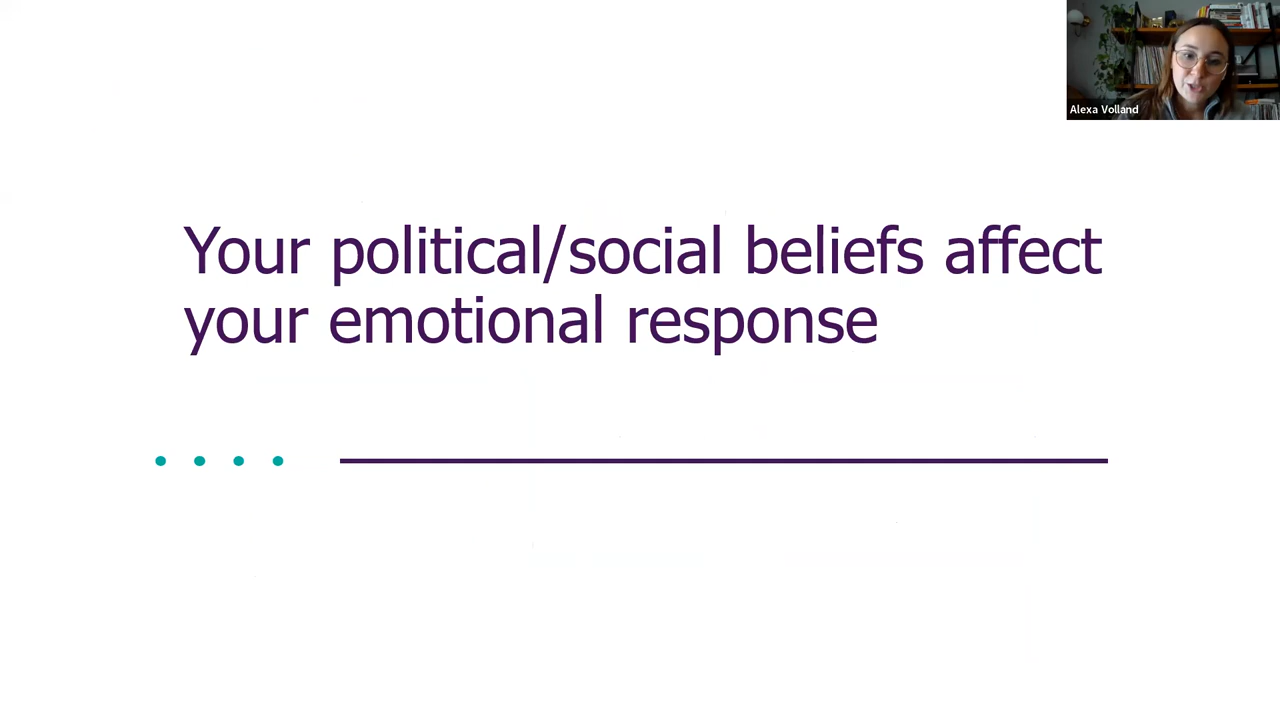 Alexa Volland
Your political/social beliefs affect
your emotional response